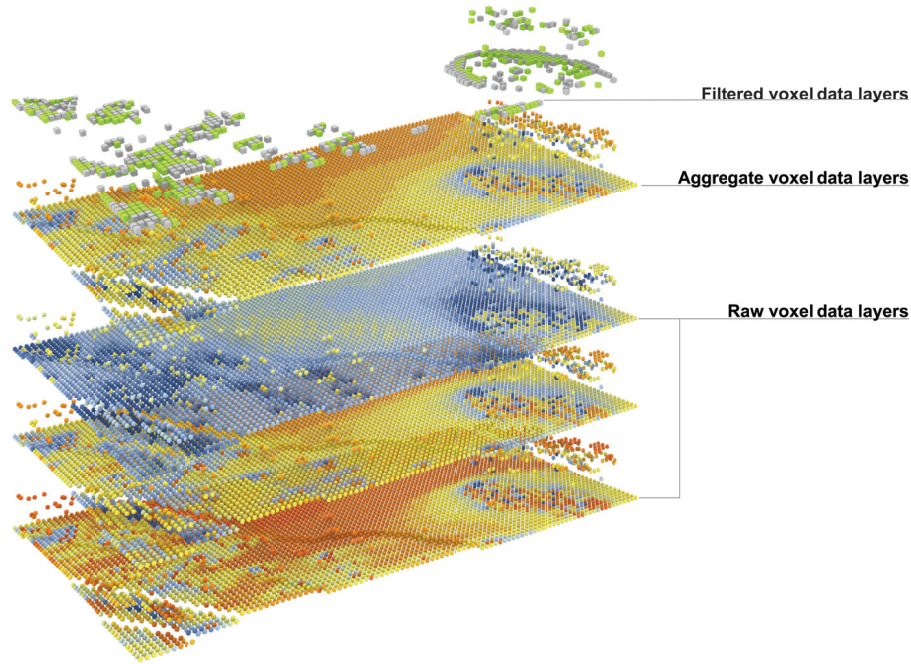 Filtered voxel data layers
Aggregate voxel data layers
Raw voxel data layers